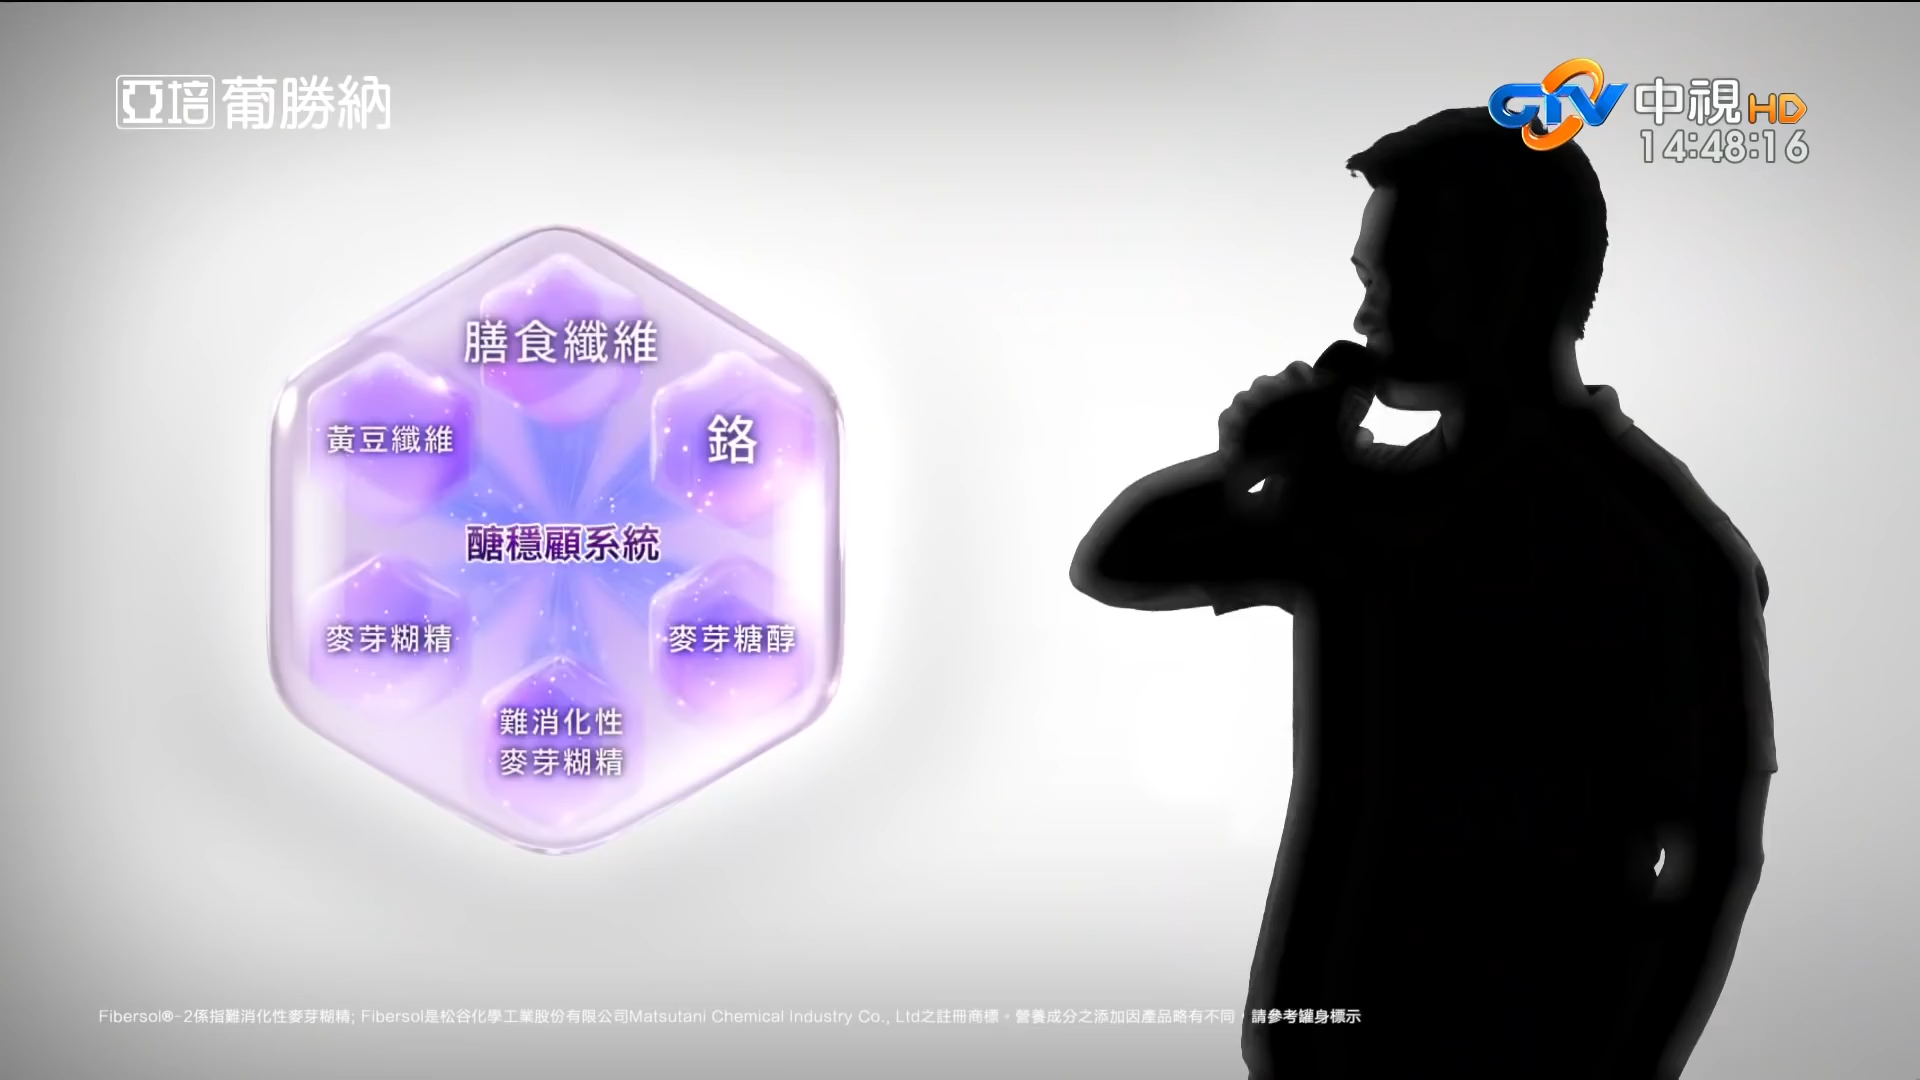 亞培 葡勝納
CTV 中視 HD
14:48:16
膳食纖維
黃豆纖維
鉻
醣穩顧系統
麥芽糊精
麥芽糖醇
難消化性
麥芽糊精
Fibersol®-2係指難消化性麥芽糊精; Fibersol是松谷化學工業股份有限公司Matsutani Chemical Industry Co., Ltd之註冊商標。營養成分之添加因產品略有不同，請參考罐身標示